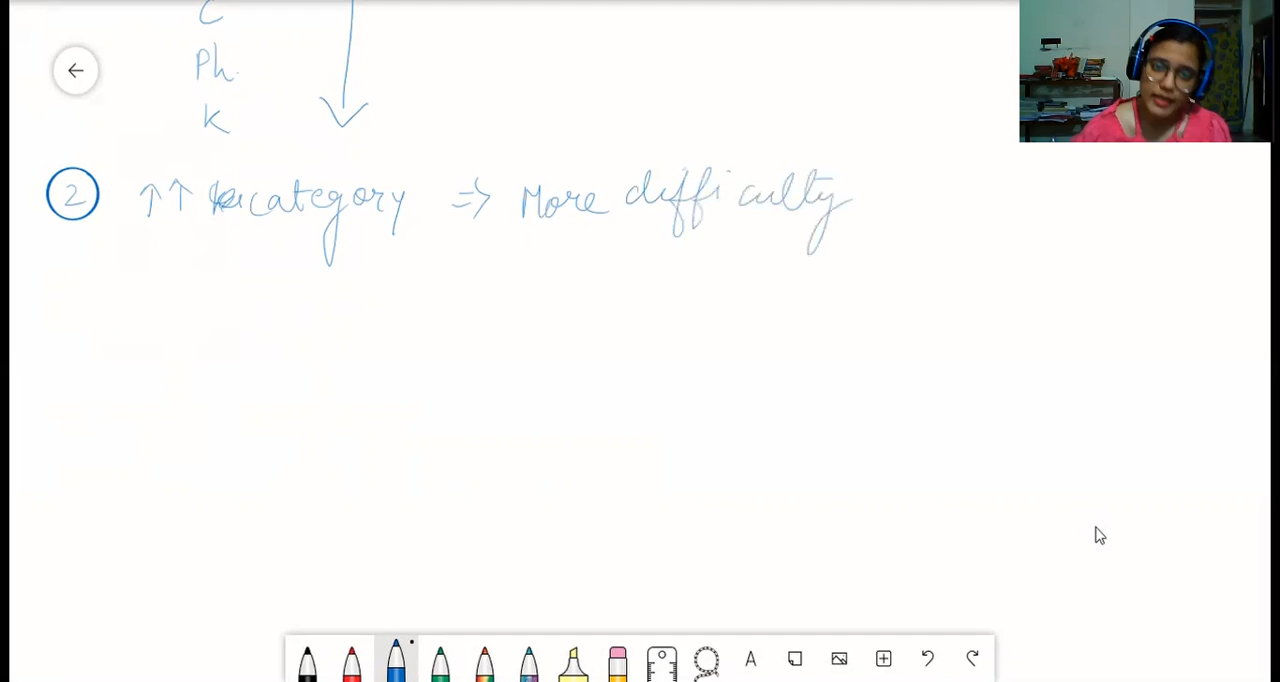 C
Ph.
K
2 ↑↑ category ⇒ More difficulty
A